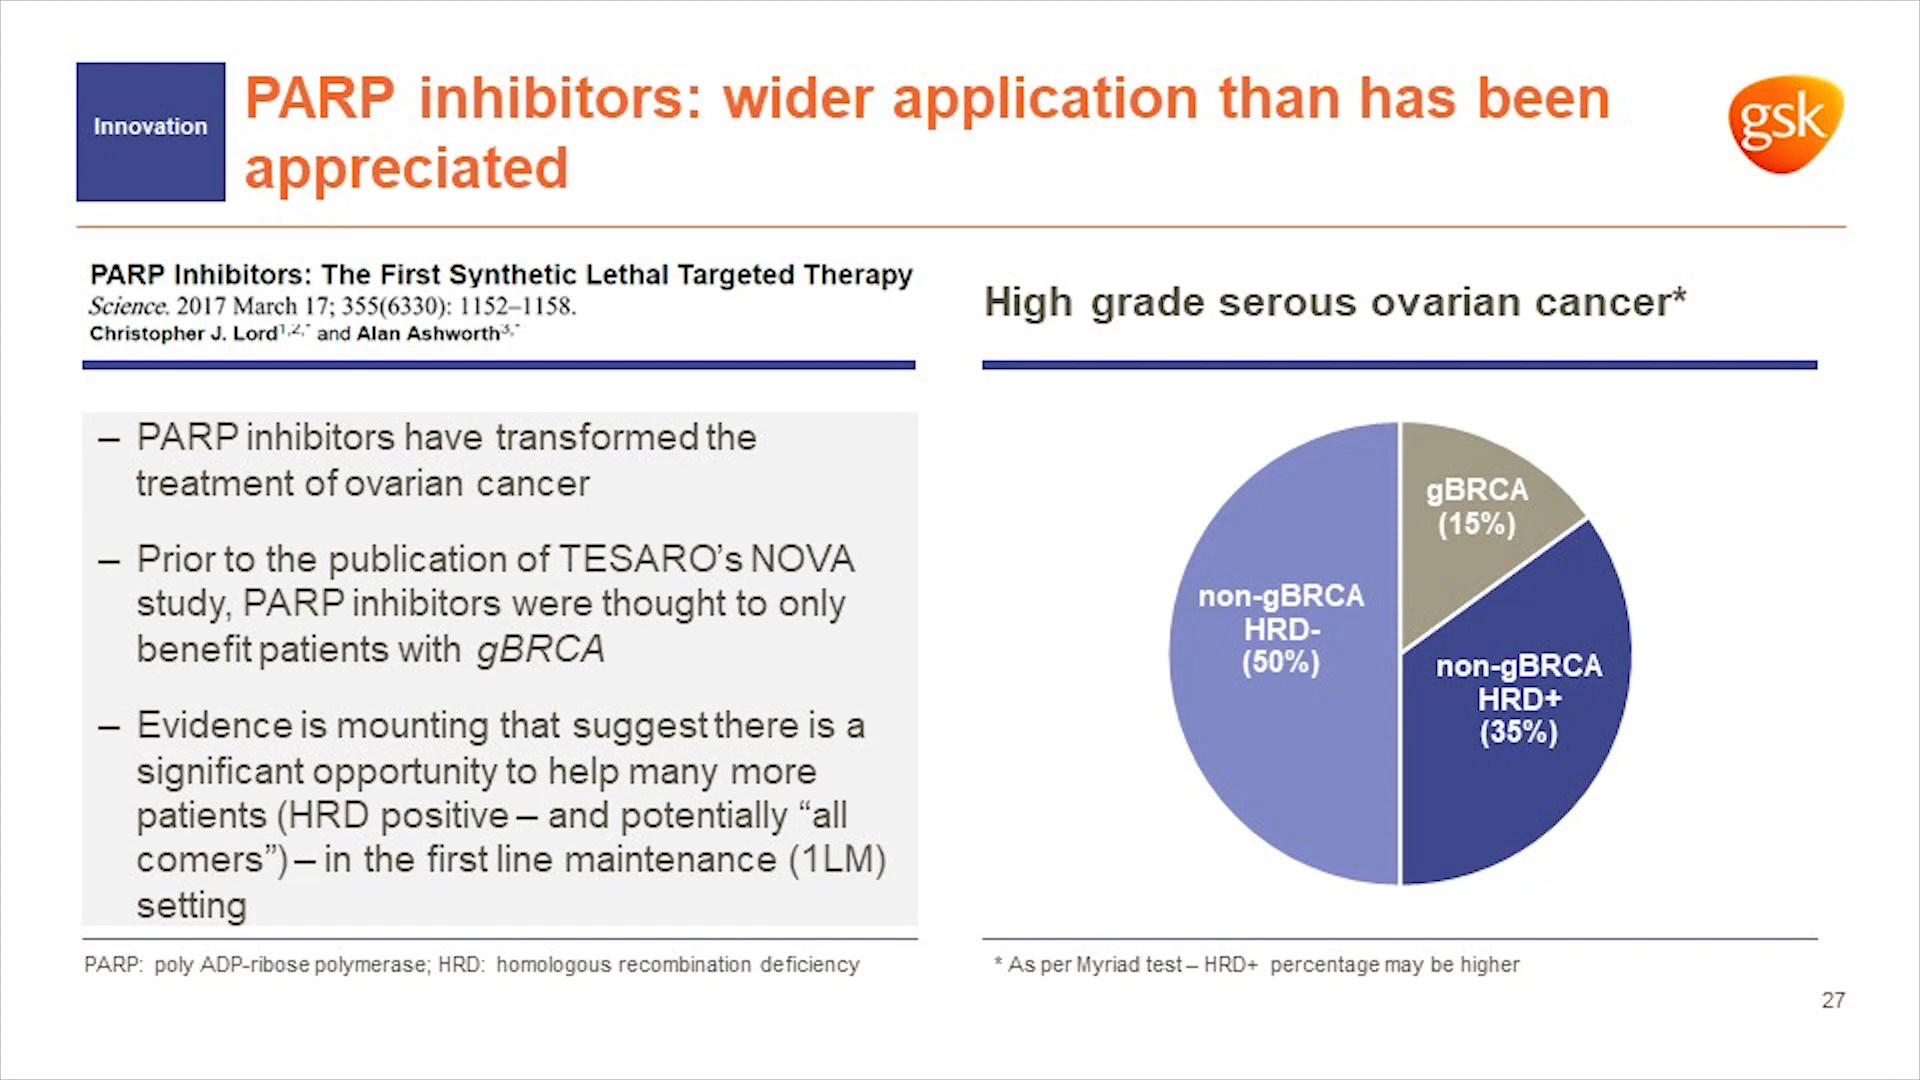 Innovation
PARP inhibitors: wider application than has been
appreciated
gsk
PARP Inhibitors: The First Synthetic Lethal Targeted Therapy
Science. 2017 March 17; 355(6330): 1152–1158.
Christopher J. Lord1,2,* and Alan Ashworth3,*
– PARP inhibitors have transformed the
treatment of ovarian cancer
– Prior to the publication of TESARO’s NOVA
study, PARP inhibitors were thought to only
benefit patients with gBRCA
– Evidence is mounting that suggest there is a
significant opportunity to help many more
patients (HRD positive – and potentially “all
comers”) – in the first line maintenance (1LM)
setting
PARP: poly ADP-ribose polymerase; HRD: homologous recombination deficiency
High grade serous ovarian cancer*
gBRCA
(15%)
non-gBRCA
HRD-
(50%)
non-gBRCA
HRD+
(35%)
* As per Myriad test – HRD+ percentage may be higher
27